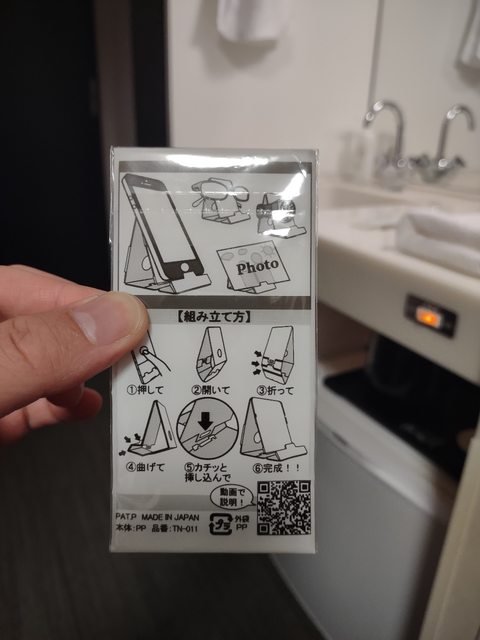 Photo
【組み立て方】
①押して
②開いて
③折って
④曲げて
⑤カチッと
挿し込んで
⑥完成！！
動画で
説明！
PAT.P MADE IN JAPAN
本体:PP 品番:TN-011
プラ
外袋
PP